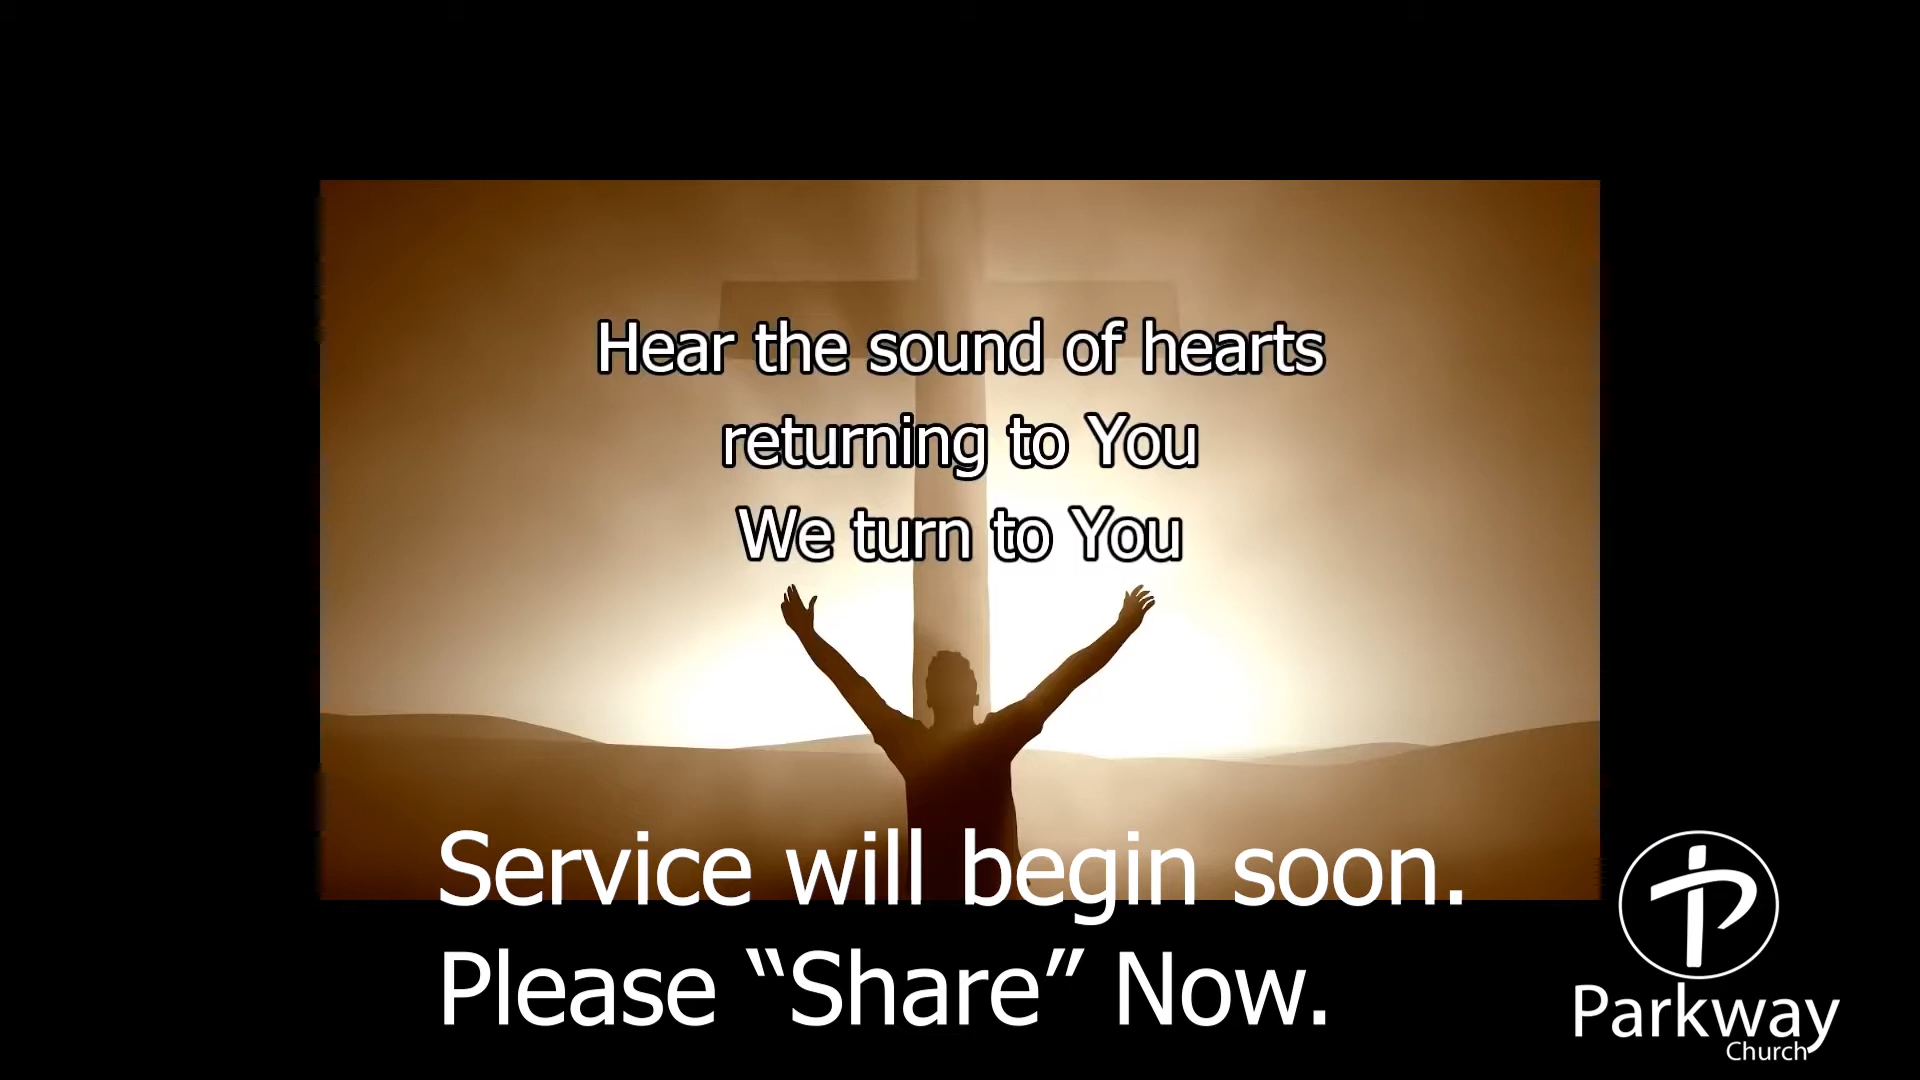 Hear the sound of hearts
returning to You
We turn to You
Service will begin soon.
Please “Share” Now.
Parkway
Church